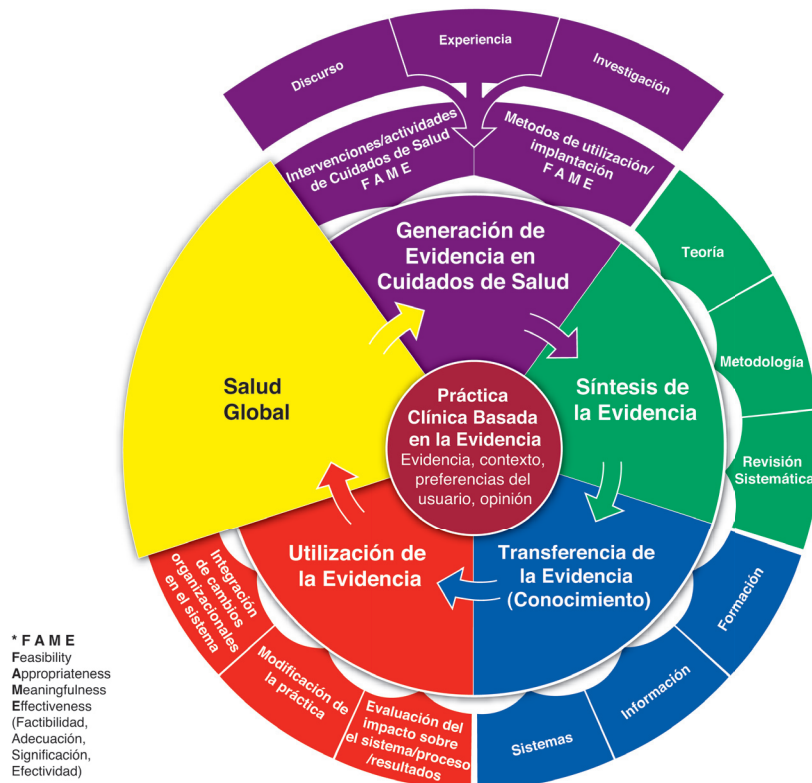 Discurso
Experiencia
Investigación
Intervenciones/actividades
de Cuidados de Salud
F A M E
Metodos de utilización/
implantación
F A M E
Generación de
Evidencia en
Cuidados de Salud
Teoría
Metodología
Revisión
Sistemática
Síntesis de
la Evidencia
Salud
Global
Práctica
Clínica Basada
en la Evidencia
Evidencia, contexto,
preferencias del
usuario, opinión
Utilización de
la Evidencia
Transferencia de
la Evidencia
(Conocimiento)
Formación
Información
Sistemas
Evaluación del
impacto sobre
el sistema/proceso
/resultados
Modificación de
la práctica
Integración
de cambios
organizacionales
en el sistema
* F A M E
Feasibility
Appropriateness
Meaningfulness
Effectiveness
(Factibilidad,
Adecuación,
Significación,
Efectividad)